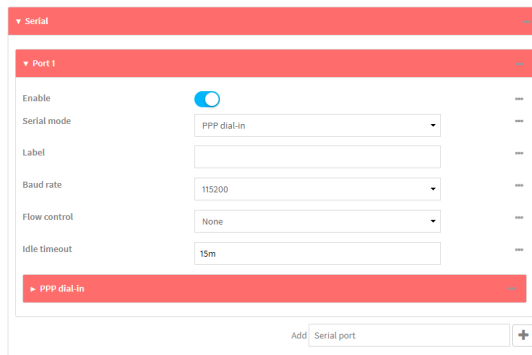 Serial
Port 1
Enable
Serial mode PPP dial-in
Label
Baud rate 115200
Flow control None
Idle timeout 15m
PPP dial-in
Add Serial port